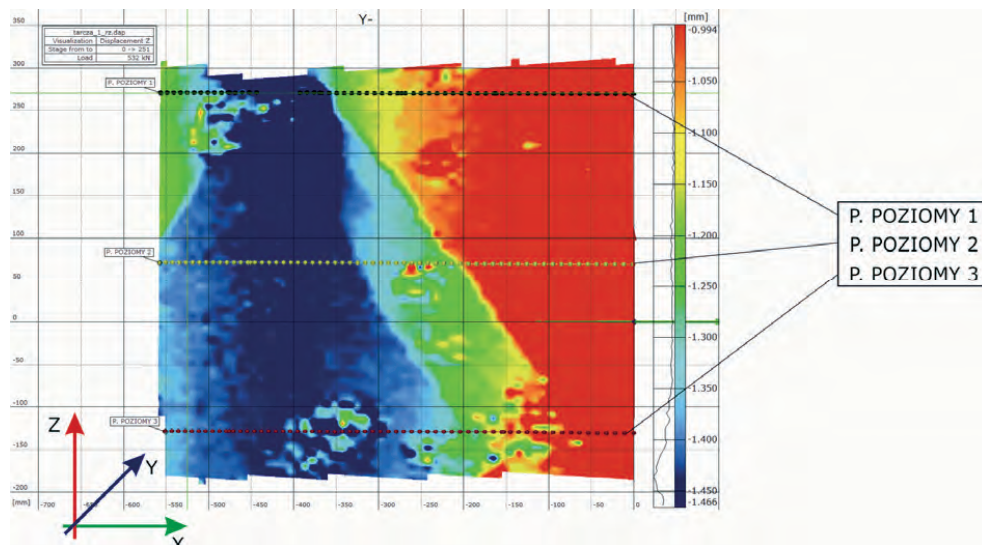 Y-
[mm]
tarcza_1_rz.dap
Visualization Displacement Z
Stage from to 0 -> 251
Load 532 kN
350
300
250
200
150
100
50
0
-50
-100
-150
-200
P. POZIOMY 1
P. POZIOMY 2
P. POZIOMY 3
-0.994
-1.050
-1.100
-1.150
-1.200
-1.250
-1.300
-1.350
-1.400
-1.450
-1.466
P. POZIOMY 1
P. POZIOMY 2
P. POZIOMY 3
Z
Y
X
[mm] -700 -600 -550 -500 -450 -400 -350 -300 -250 -200 -150 -100 -50 0